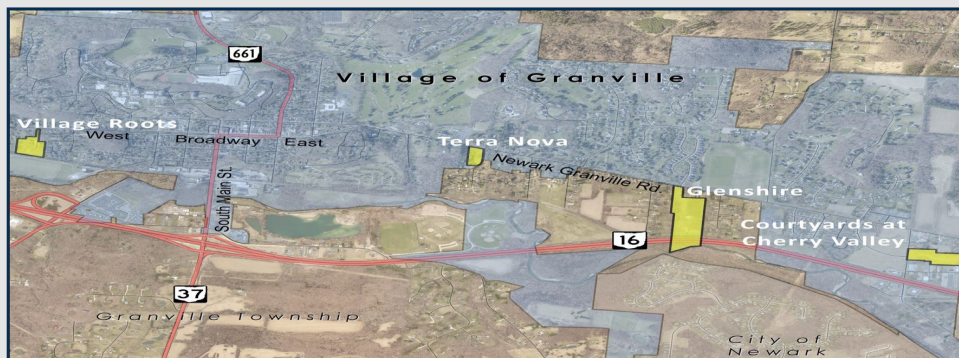 661
Village of Granville
Village Roots
West Broadway East
Terra Nova
Newark Granville Rd.
South Main St.
Glenshire
Courtyards at
Cherry Valley
16
37
Granville Township
City of
Newark